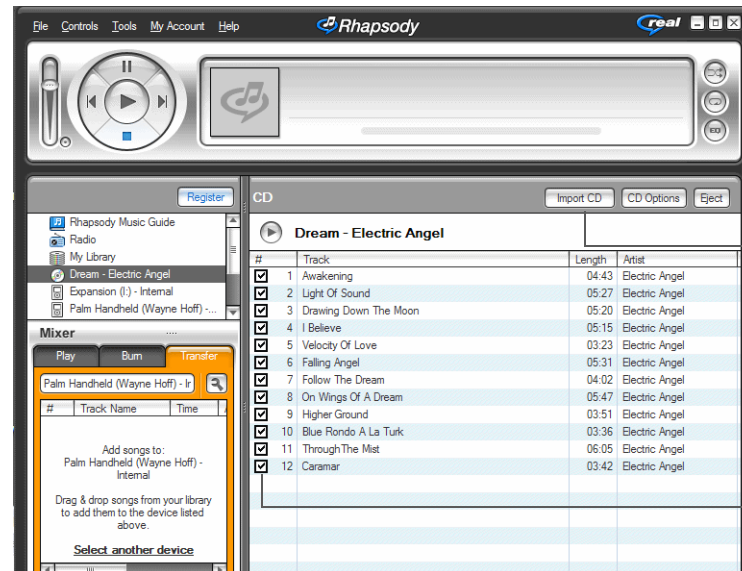 File Controls Tools My Account Help
Rhapsody
real
Register
CD
Import CD
CD Options
Eject
Rhapsody Music Guide
Radio
My Library
Dream - Electric Angel
Expansion (I:) - Internal
Palm Handheld (Wayne Hoff) -...
Dream - Electric Angel
# Track Length Artist
1 Awakening 04:43 Electric Angel
2 Light Of Sound 05:27 Electric Angel
3 Drawing Down The Moon 05:20 Electric Angel
4 I Believe 05:15 Electric Angel
5 Velocity Of Love 03:23 Electric Angel
6 Falling Angel 05:31 Electric Angel
7 Follow The Dream 04:02 Electric Angel
8 On Wings Of A Dream 05:47 Electric Angel
9 Higher Ground 03:51 Electric Angel
10 Blue Rondo A La Turk 03:36 Electric Angel
11 ThroughThe Mist 06:05 Electric Angel
12 Caramar 03:42 Electric Angel
Mixer
Play Burn Transfer
Palm Handheld (Wayne Hoff) - Ir
# Track Name Time
Add songs to:
Palm Handheld (Wayne Hoff) -
Internal
Drag & drop songs from your library
to add them to the device listed
above.
Select another device